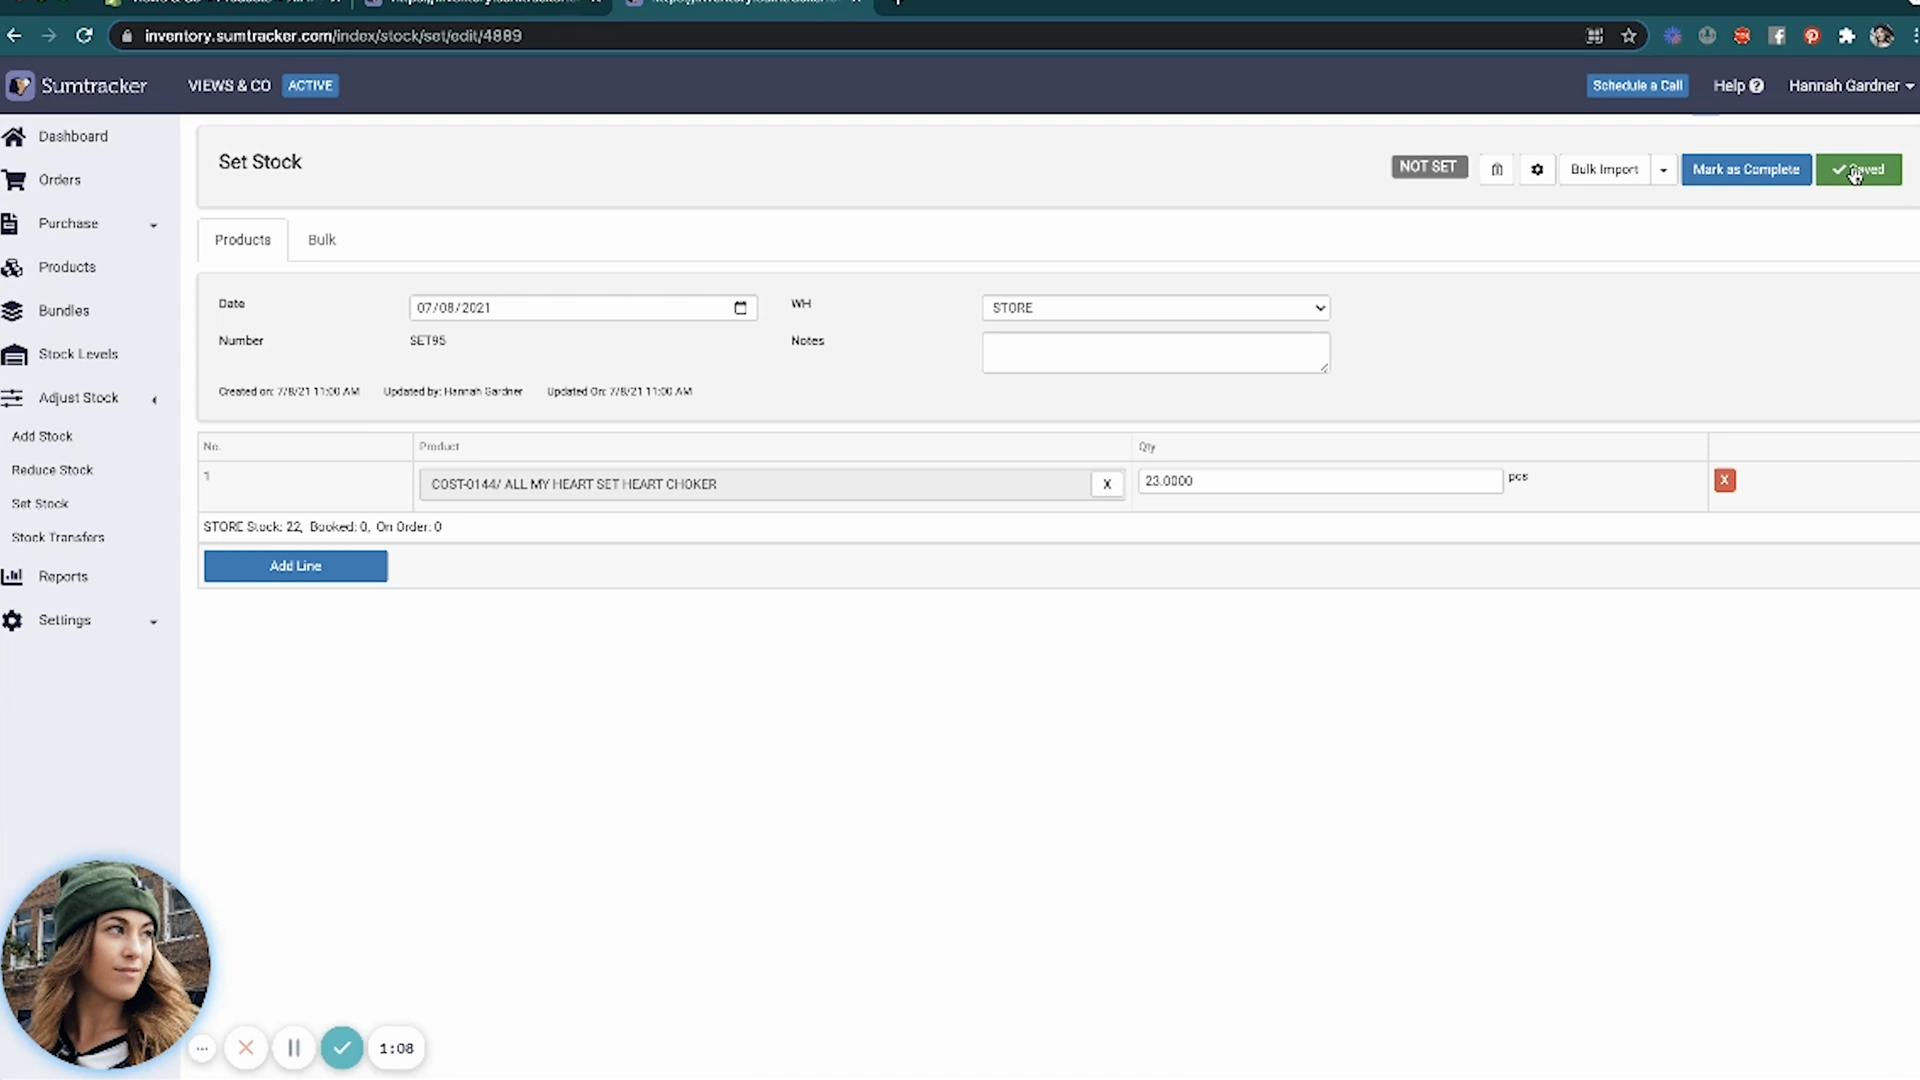 inventory.sumtracker.com/index/stock/set/edit/4889
Sumtracker
VIEWS & CO
ACTIVE
Schedule a Call
Help
Hannah Gardner
Dashboard
Orders
Purchase
Products
Bundles
Stock Levels
Adjust Stock
Add Stock
Reduce Stock
Set Stock
Stock Transfers
Reports
Settings
Set Stock
NOT SET
Bulk Import
Mark as Complete
Saved
Products
Bulk
Date
07/08/2021
WH
STORE
Number
SET95
Notes
Created on: 7/8/21 11:00 AM
Updated by: Hannah Gardner
Updated On: 7/8/21 11:00 AM
No.
Product
Qty
1
COST-0144/ ALL MY HEART SET HEART CHOKER
X
23.0000
pcs
X
STORE Stock: 22, Booked: 0, On Order: 0
Add Line
1:08